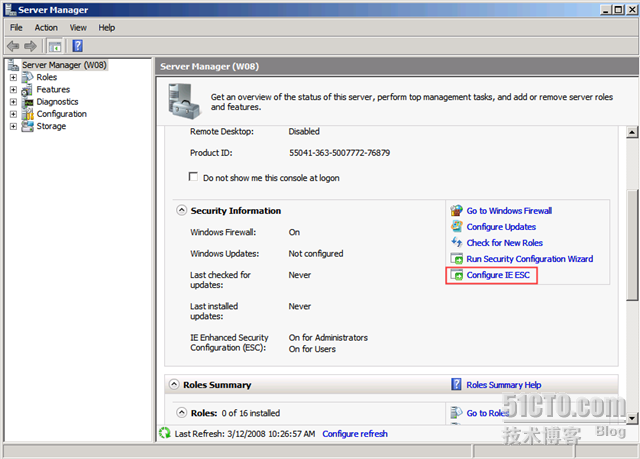 Server Manager
File Action View Help
Server Manager (W08)
Roles
Features
Diagnostics
Configuration
Storage
Server Manager (W08)
Get an overview of the status of this server, perform top management tasks, and add or remove server roles
and features.
Remote Desktop: Disabled
Product ID: 55041-363-5007772-76879
Do not show me this console at logon
Security Information
Windows Firewall: On
Windows Updates: Not configured
Last checked for
updates:
Never
Last installed
updates:
Never
IE Enhanced Security
Configuration (ESC):
On for Administrators
On for Users
Go to Windows Firewall
Configure Updates
Check for New Roles
Run Security Configuration Wizard
Configure IE ESC
Roles Summary
Roles Summary Help
Roles: 0 of 16 installed
Go to Roles
Last Refresh: 3/12/2008 10:26:57 AM Configure refresh
51CTO.com
技术博客 Blog